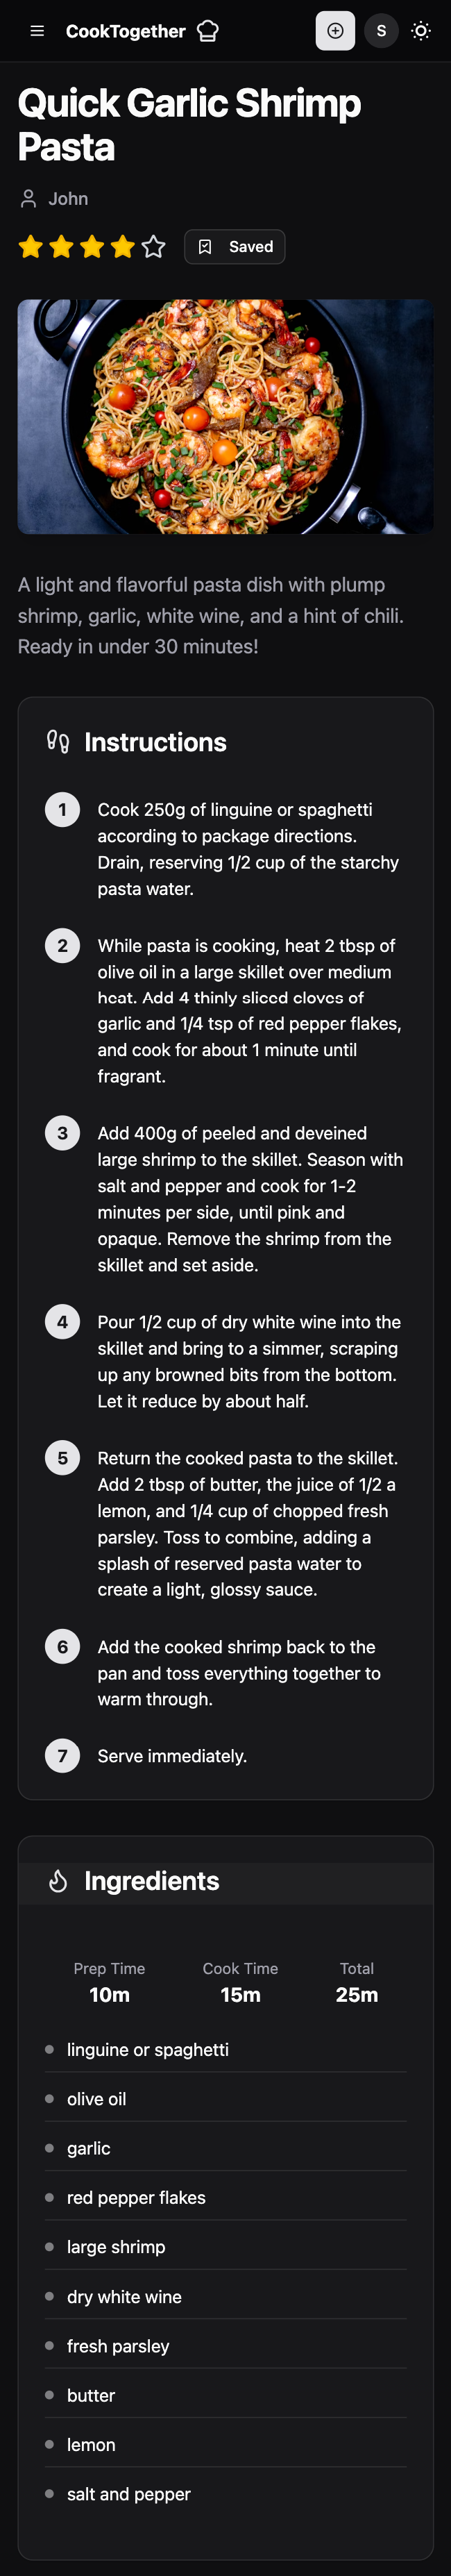 CookTogether
S
Quick Garlic Shrimp
Pasta
John
Saved
A light and flavorful pasta dish with plump
shrimp, garlic, white wine, and a hint of chili.
Ready in under 30 minutes!
Instructions
1
Cook 250g of linguine or spaghetti
according to package directions.
Drain, reserving 1/2 cup of the starchy
pasta water.
2
While pasta is cooking, heat 2 tbsp of
olive oil in a large skillet over medium
heat. Add 4 thinly sliced cloves of
garlic and 1/4 tsp of red pepper flakes,
and cook for about 1 minute until
fragrant.
3
Add 400g of peeled and deveined
large shrimp to the skillet. Season with
salt and pepper and cook for 1-2
minutes per side, until pink and
opaque. Remove the shrimp from the
skillet and set aside.
4
Pour 1/2 cup of dry white wine into the
skillet and bring to a simmer, scraping
up any browned bits from the bottom.
Let it reduce by about half.
5
Return the cooked pasta to the skillet.
Add 2 tbsp of butter, the juice of 1/2 a
lemon, and 1/4 cup of chopped fresh
parsley. Toss to combine, adding a
splash of reserved pasta water to
create a light, glossy sauce.
6
Add the cooked shrimp back to the
pan and toss everything together to
warm through.
7
Serve immediately.
Ingredients
Prep Time Cook Time Total
10m 15m 25m
linguine or spaghetti
olive oil
garlic
red pepper flakes
large shrimp
dry white wine
fresh parsley
butter
lemon
salt and pepper